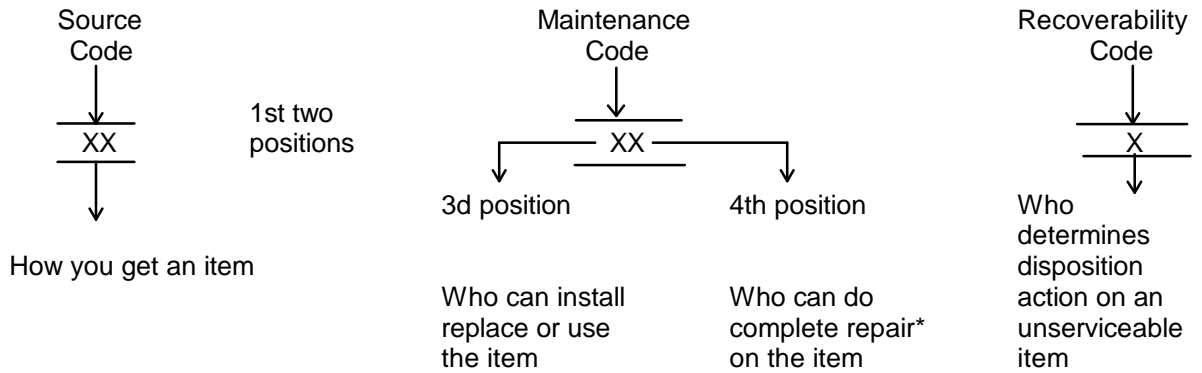 Source
Code
XX
How you get an item
1st two
positions
Maintenance
Code
XX
3d position
Who can install
replace or use
the item
4th position
Who can do
complete repair*
on the item
Recoverability
Code
X
Who
determines
disposition
action on an
unserviceable
item